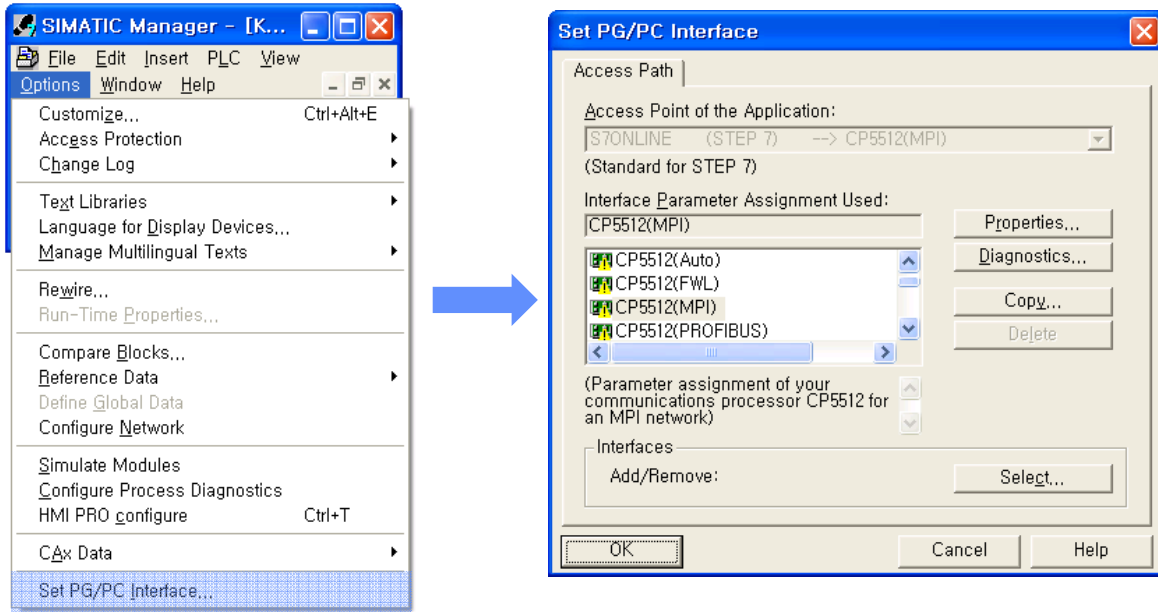 SIMATIC Manager - [K...
File Edit Insert PLC View
Options Window Help
Customize... Ctrl+Alt+E
Access Protection
Change Log
Text Libraries
Language for Display Devices...
Manage Multilingual Texts
Rewire...
Run-Time Properties...
Compare Blocks...
Reference Data
Define Global Data
Configure Network
Simulate Modules
Configure Process Diagnostics
HMI PRO configure Ctrl+T
CAx Data
Set PG/PC Interface...
Set PG/PC Interface
Access Path
Access Point of the Application:
S7ONLINE (STEP 7) --> CP5512(MPI)
(Standard for STEP 7)
Interface Parameter Assignment Used:
CP5512(MPI)
Properties...
CP5512(Auto)
Diagnostics...
CP5512(FWL)
CP5512(MPI)
Copy...
CP5512(PROFIBUS)
Delete
(Parameter assignment of your
communications processor CP5512 for
an MPI network)
Interfaces
Add/Remove:
Select...
OK Cancel Help